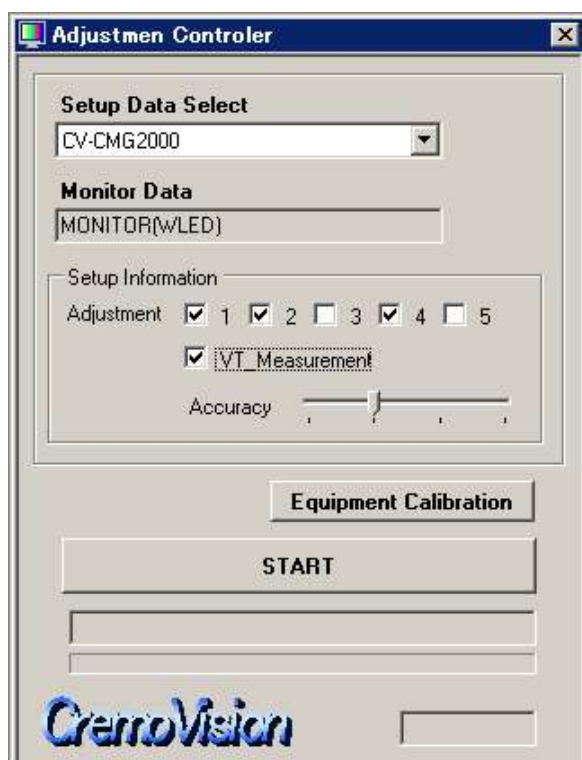 Adjustmen Controler
Setup Data Select
CV-CMG2000
Monitor Data
MONITOR(WLED)
Setup Information
Adjustment 1 2 3 4 5
VT_Measurement
Accuracy
Equipment Calibration
START
CremoVision